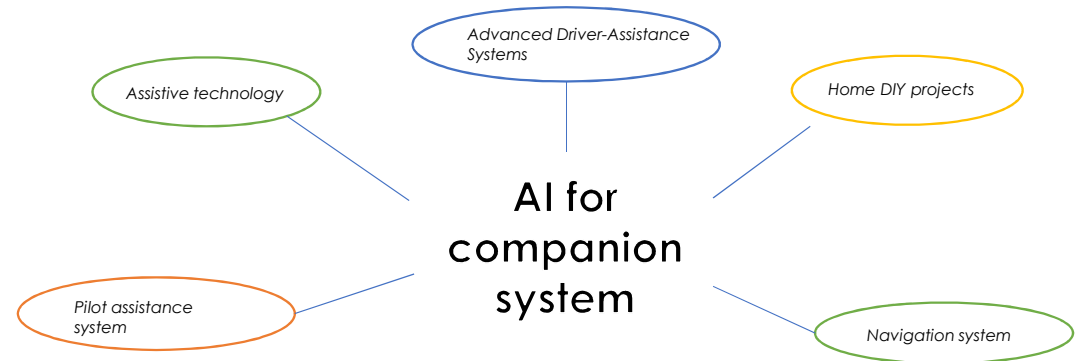 Advanced Driver-Assistance
Systems
Assistive technology
Home DIY projects
AI for
companion
system
Pilot assistance
system
Navigation system